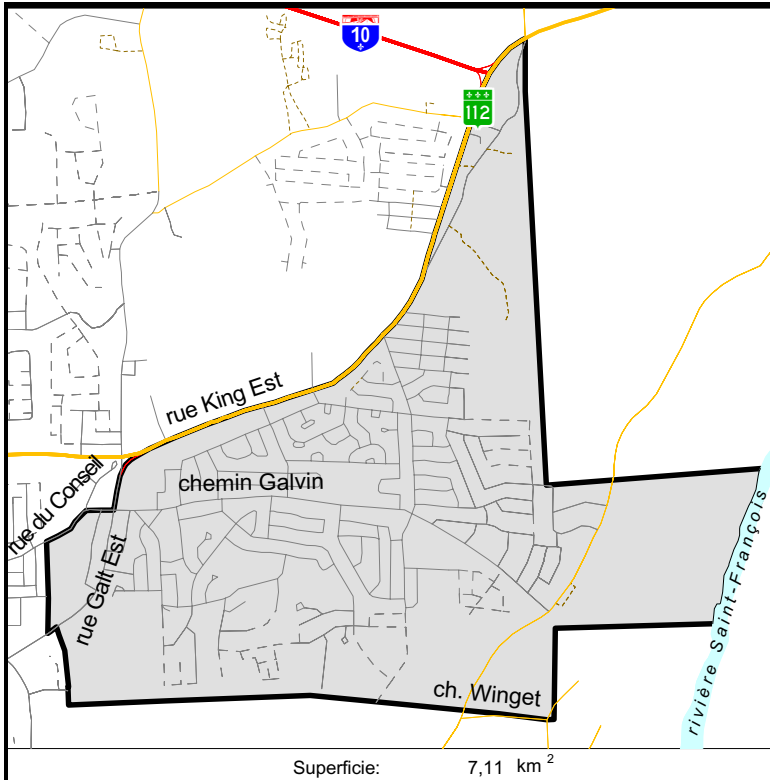 10
112
rue King Est
rue du Conseil
chemin Galvin
rue Galt Est
rivière Saint-François
ch. Winget
Superficie: 7,11 km 2